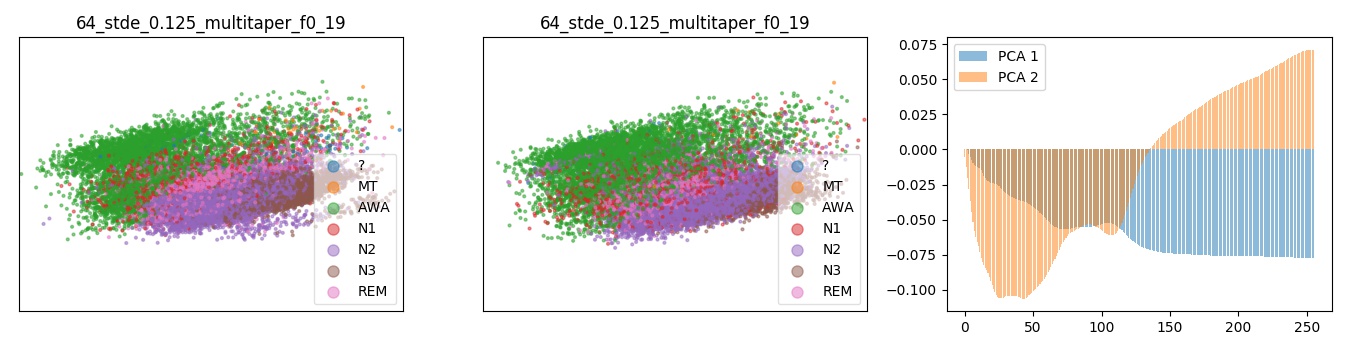 64_stde_0.125_multitaper_f0_19
?
MT
AWA
N1
N2
N3
REM
64_stde_0.125_multitaper_f0_19
?
MT
AWA
N1
N2
N3
REM
PCA 1
PCA 2
0.075
0.050
0.025
0.000
−0.025
−0.050
−0.075
−0.100
0 50 100 150 200 250